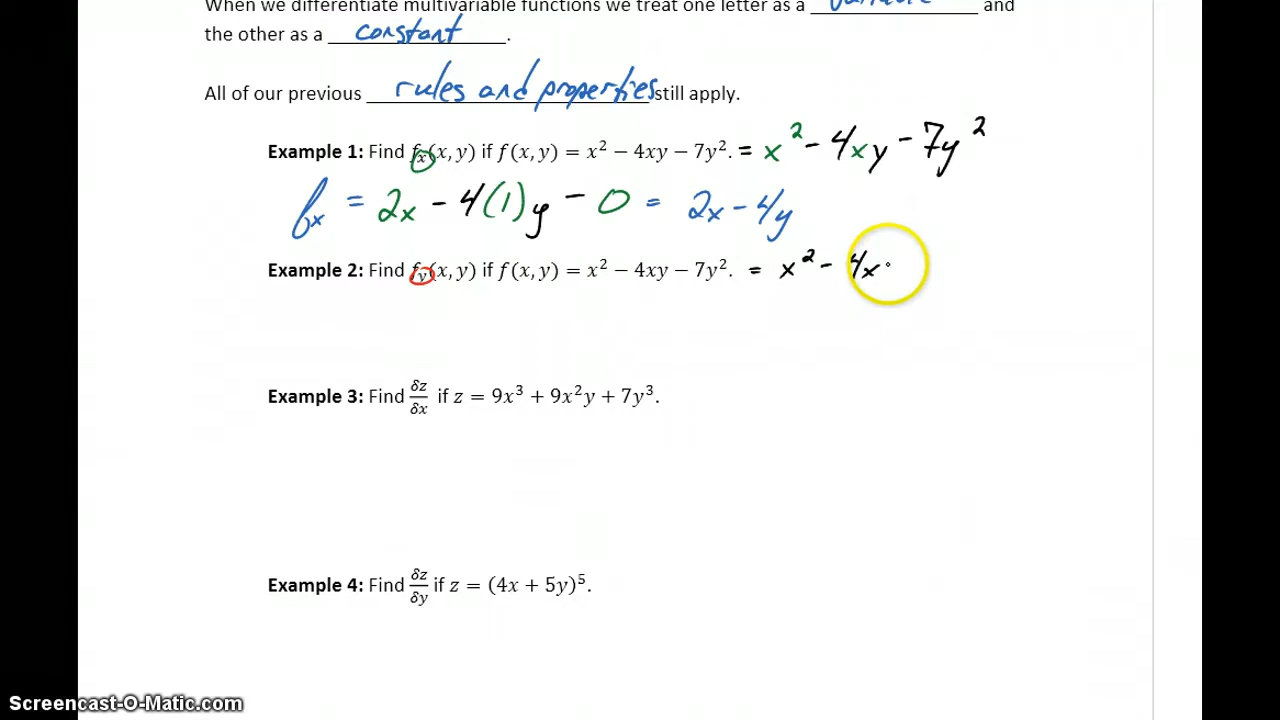 When we differentiate multivariable functions we treat one letter as a variable and
the other as a constant.
All of our previous rules and properties still apply.
Example 1: Find fₓ(x, y) if f(x, y) = x² − 4xy − 7y². = x² − 4xy − 7y²
fₓ = 2x − 4(1)y − 0 = 2x − 4y
Example 2: Find f_y(x, y) if f(x, y) = x² − 4xy − 7y². = x² − 4x
Example 3: Find δz/δx if z = 9x³ + 9x²y + 7y³.
Example 4: Find δz/δy if z = (4x + 5y)⁵.
Screencast-O-Matic.com